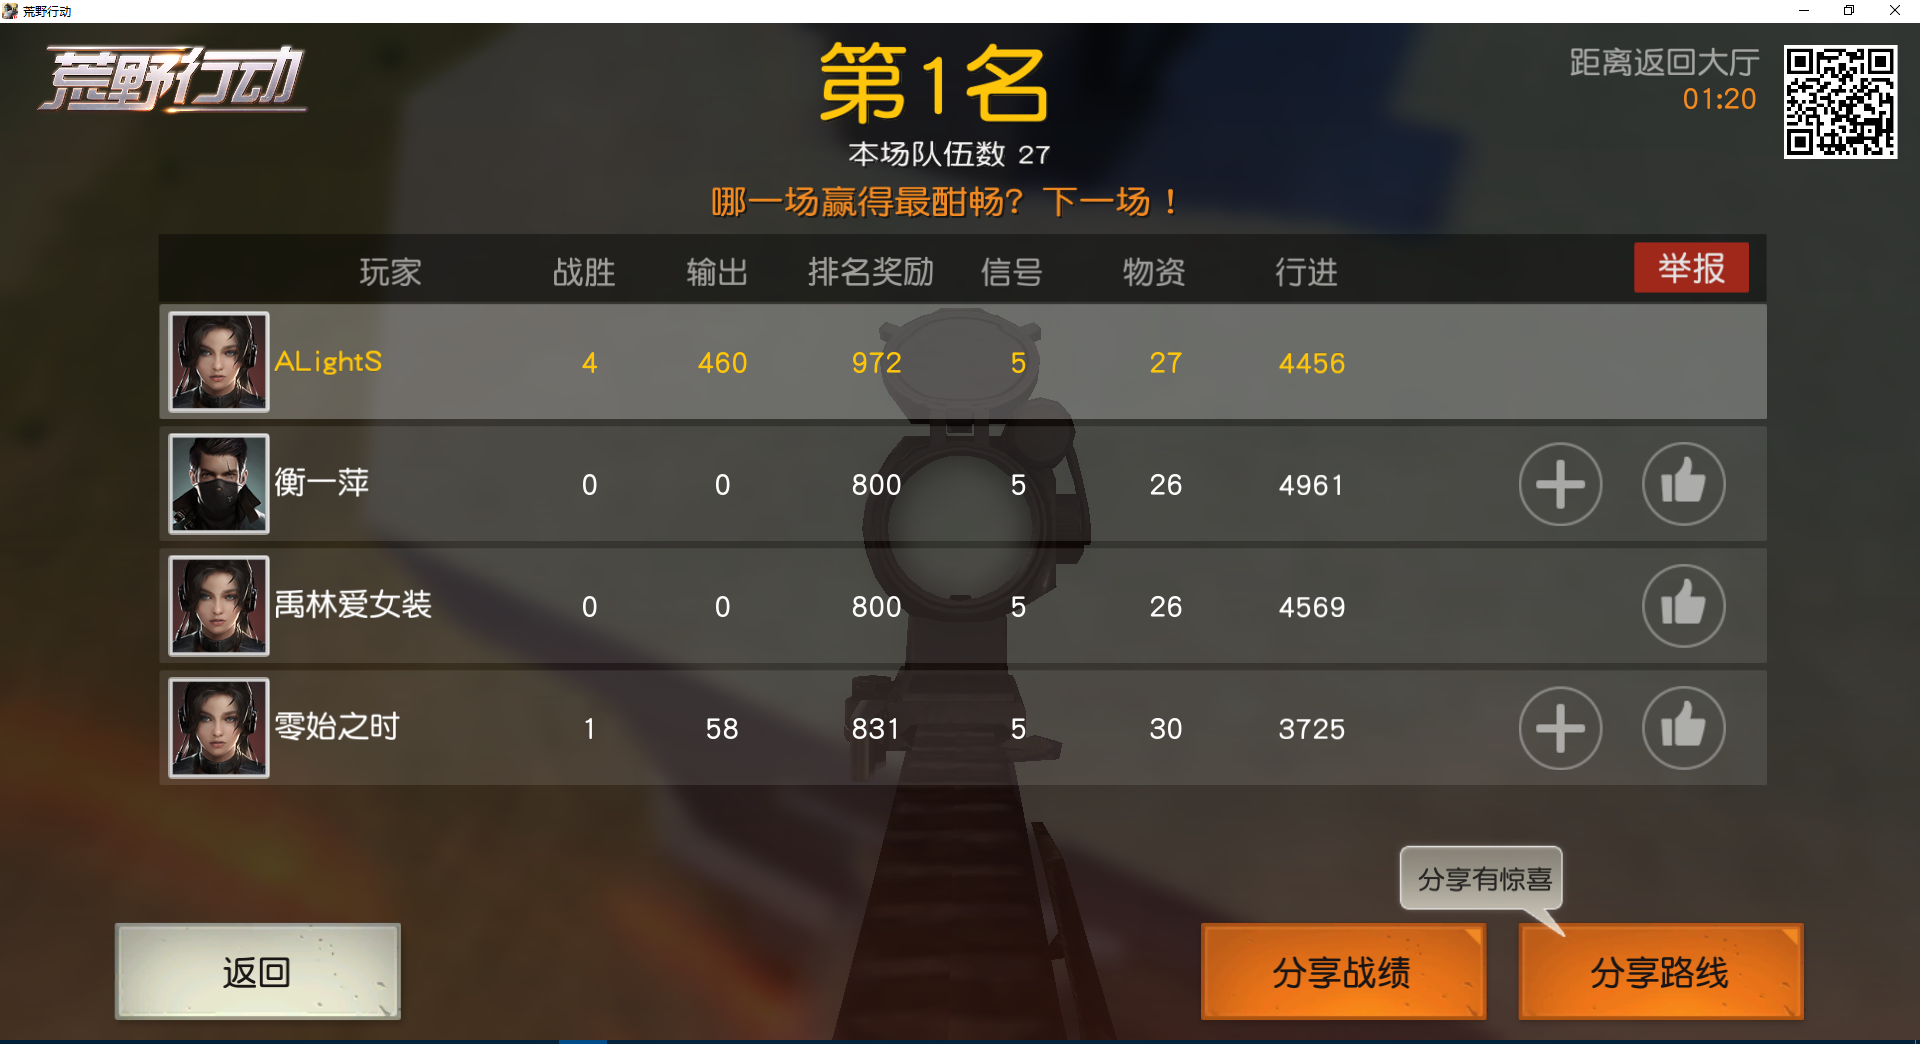 荒野行动
荒野行动
第1名
距离返回大厅
01:20
本场队伍数 27
哪一场赢得最酣畅？下一场！
玩家 战胜 输出 排名奖励 信号 物资 行进 举报
ALightS 4 460 972 5 27 4456
衡一萍 0 0 800 5 26 4961
禹林爱女装 0 0 800 5 26 4569
零始之时 1 58 831 5 30 3725
分享有惊喜
返回 分享战绩 分享路线